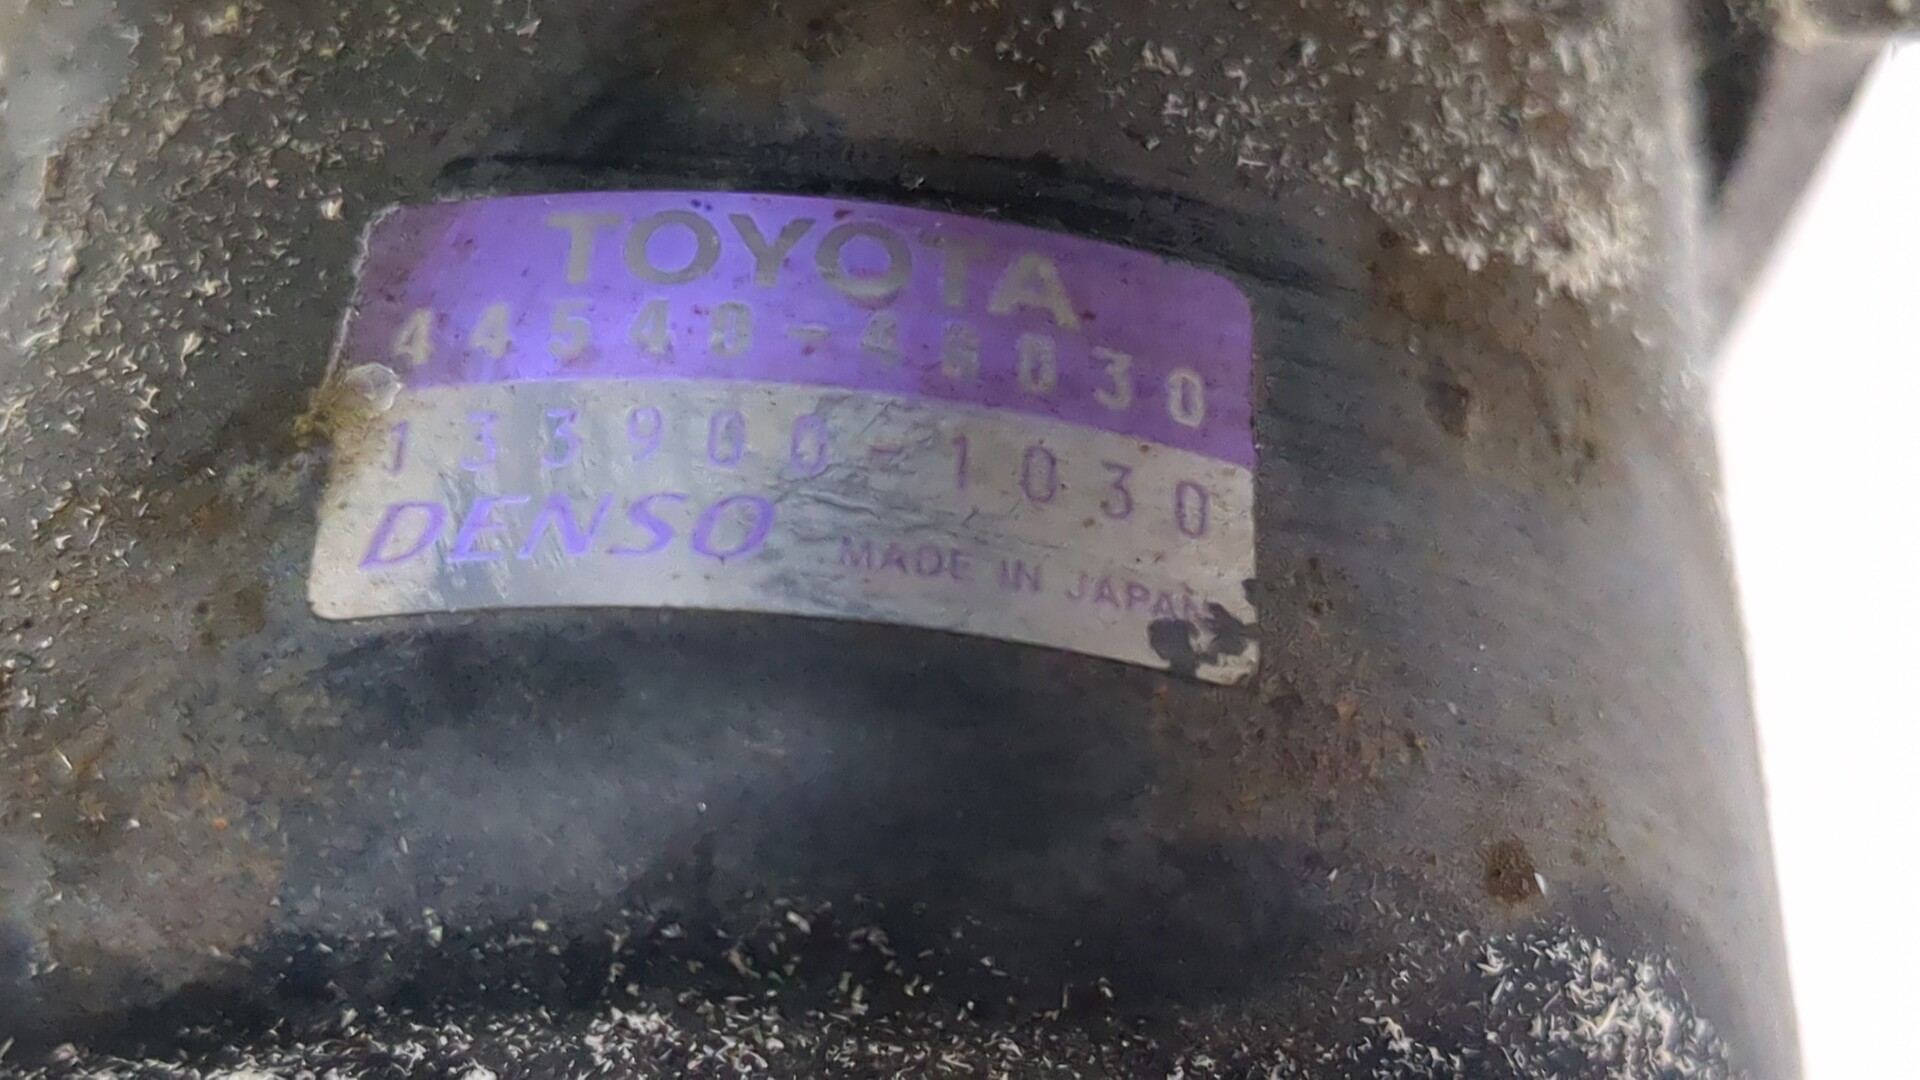 TOYOTA
44540-46030
133900-1030
DENSO MADE IN JAPAN